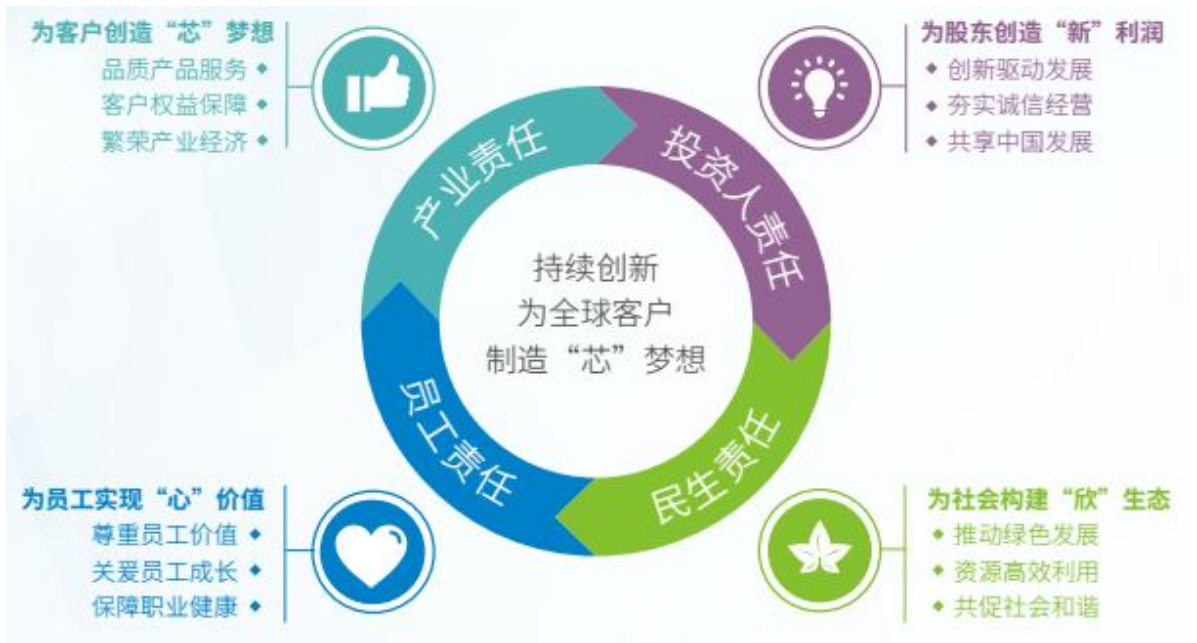 为客户创造“芯”梦想
品质产品服务
客户权益保障
繁荣产业经济
为股东创造“新”利润
创新驱动发展
夯实诚信经营
共享中国发展
产业责任
投资人责任
持续创新
为全球客户
制造“芯”梦想
员工责任
民生责任
为员工实现“心”价值
尊重员工价值
关爱员工成长
保障职业健康
为社会构建“欣”生态
推动绿色发展
资源高效利用
共促社会和谐